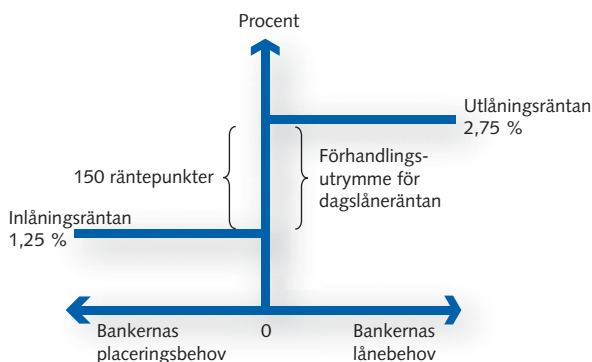 Procent
Utlåningsräntan
2,75 %
150 räntepunkter
Förhandlings-
utrymme för
dagslåneräntan
Inlåningsräntan
1,25 %
Bankernas
placeringsbehov
0
Bankernas
lånebehov